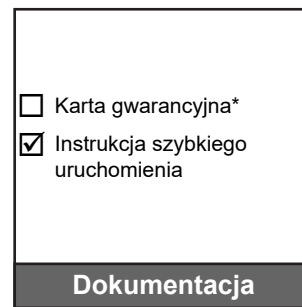 Karta gwarancyjna*
Instrukcja szybkiego
uruchomienia
Dokumentacja